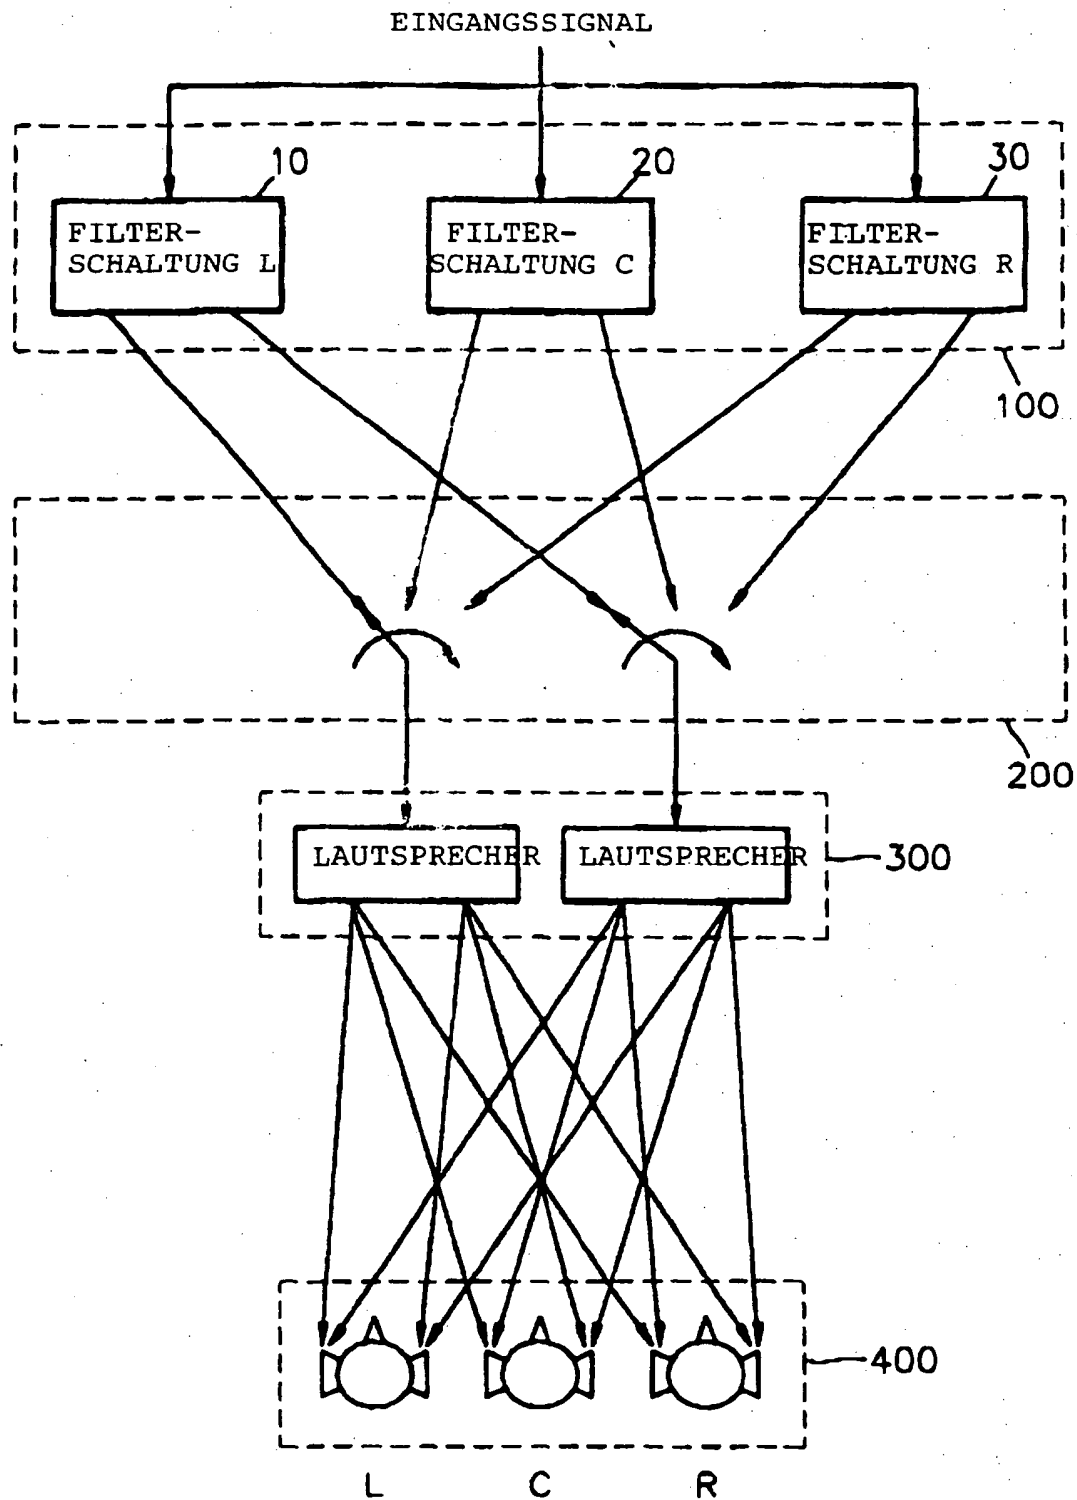 EINGANGSSIGNAL
10
20
30
FILTER-
SCHALTUNG L
FILTER-
SCHALTUNG C
FILTER-
SCHALTUNG R
100
200
LAUTSPRECHER
LAUTSPRECHER
300
400
L
C
R